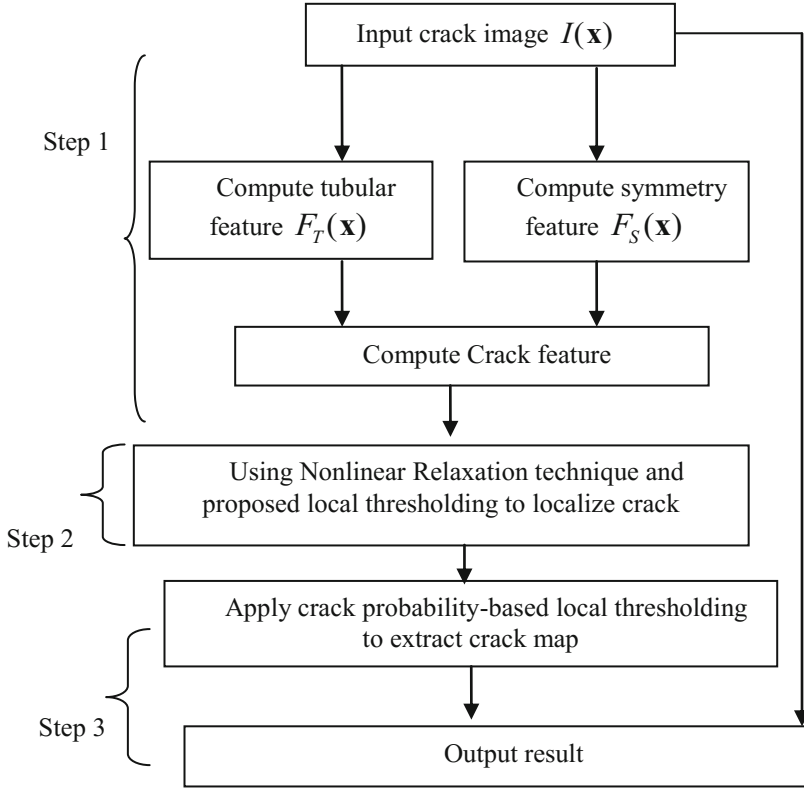 Input crack image I(x)
Step 1
Compute tubular
feature F_T(x)
Compute symmetry
feature F_S(x)
Compute Crack feature
Step 2
Using Nonlinear Relaxation technique and
proposed local thresholding to localize crack
Apply crack probability-based local thresholding
to extract crack map
Step 3
Output result